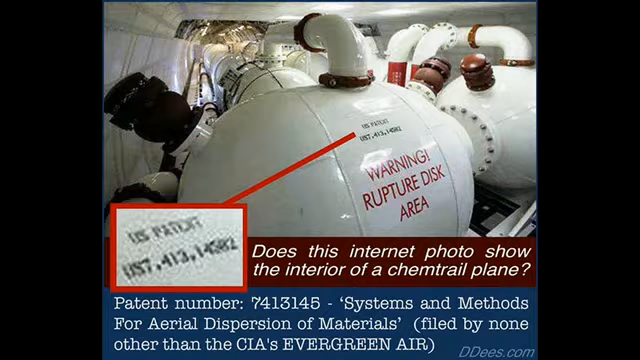 US PATENT
US7,413,145B2
WARNING!
RUPTURE DISK
AREA
US PATENT
US7,413,145B2
Does this internet photo show
the interior of a chemtrail plane?
Patent number: 7413145 - ‘Systems and Methods
For Aerial Dispersion of Materials’ (filed by none
other than the CIA's EVERGREEN AIR)
DDees.com